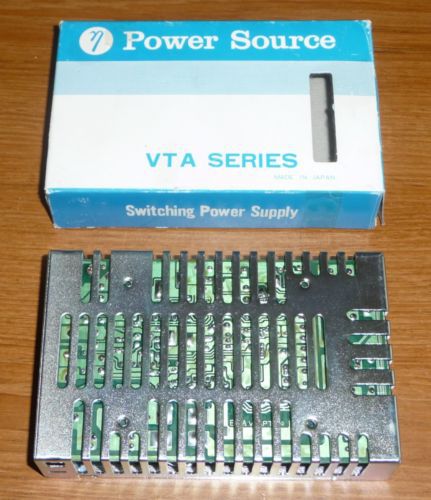 η Power Source
VTA SERIES
MADE IN JAPAN
Switching Power Supply